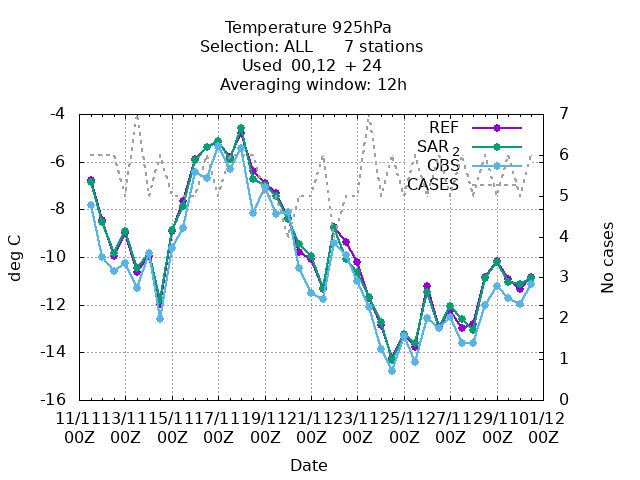 Temperature 925hPa
Selection: ALL 7 stations
Used 00,12 + 24
Averaging window: 12h
-4 7
REF
SAR 2
-6 OBS 6
CASES
-8 5
4
-10
deg C
No cases
3
-12
2
-14
1
-16 0
11/11 13/11 15/11 17/11 19/11 21/11 23/11 25/11 27/11 29/11 01/12
00Z 00Z 00Z 00Z 00Z 00Z 00Z 00Z 00Z 00Z 00Z
Date